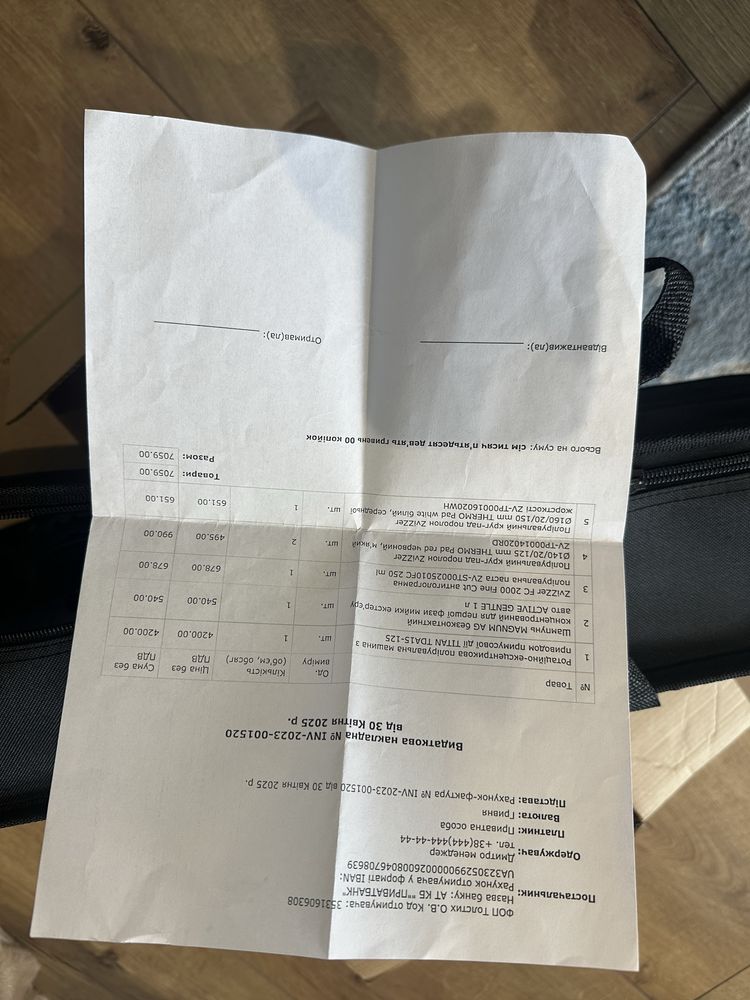 Постачальник: ФОП Толстих О.В. Код отримувача: 3531606308
Назва банку: АТ КБ ""ПРИВАТБАНК"
Рахунок отримувача у форматі IBAN:
UA323052990000026008046708639
Одержувач: Дмитро менеджер
тел. +38(444)444-44-44
Платник: Приватна особа
Валюта: Гривня
Підстава: Рахунок-фактура № INV-2023-001520 від 30 Квітня 2025 р.
Видаткова накладна № INV-2023-001520
від 30 Квітня 2025 р.
№ Товар Од. виміру Кількість (об'єм, обсяг) Ціна без ПДВ Сума без ПДВ
1 Ротаційно-ексцентрикова полірувальна машина з шт. 1 4200.00 4200.00
приводом примусової дії TITAN TDA15-125
2 Шампунь MAGNUM AG безконтактний шт. 1 540.00 540.00
концентрований для першої фази мийки екстер'єру
авто ACTIVE GENTLE 1 л
3 ZviZZer FC 2000 Fine Cut антигологранна шт. 1 678.00 678.00
полірувальна паста ZV-ST00025010FC 250 ml
4 Полірувальний круг-пад поролон ZviZZer шт. 2 495.00 990.00
Ø140/20/125 mm THERMO Pad red червоний, м'який
ZV-TP00014020RD
5 Полірувальний круг-пад поролон ZviZZer шт. 1 651.00 651.00
Ø160/20/150 mm THERMO Pad white білий, середньої
жорсткості ZV-TP00016020WH
Товари: 7059.00
Разом: 7059.00
Всього на суму: сім тисяч п'ятьдесят дев'ять гривень 00 копійок
Відвантажив(ла):
Отримав(ла):